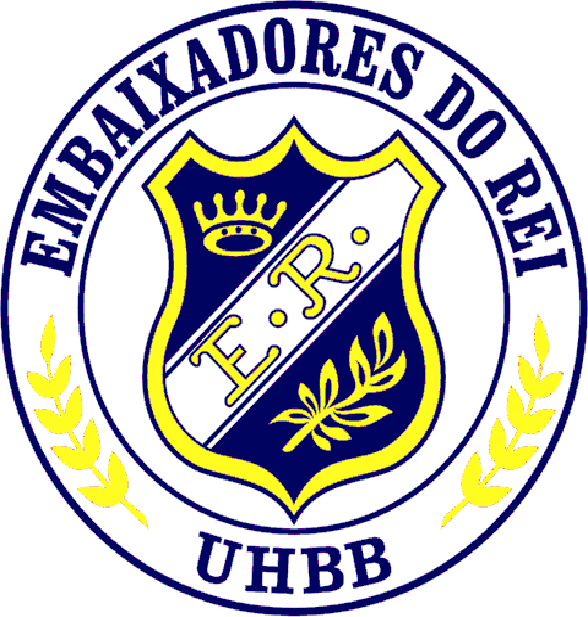 EMBAIXADORES DO REI
E. R.
UHBB